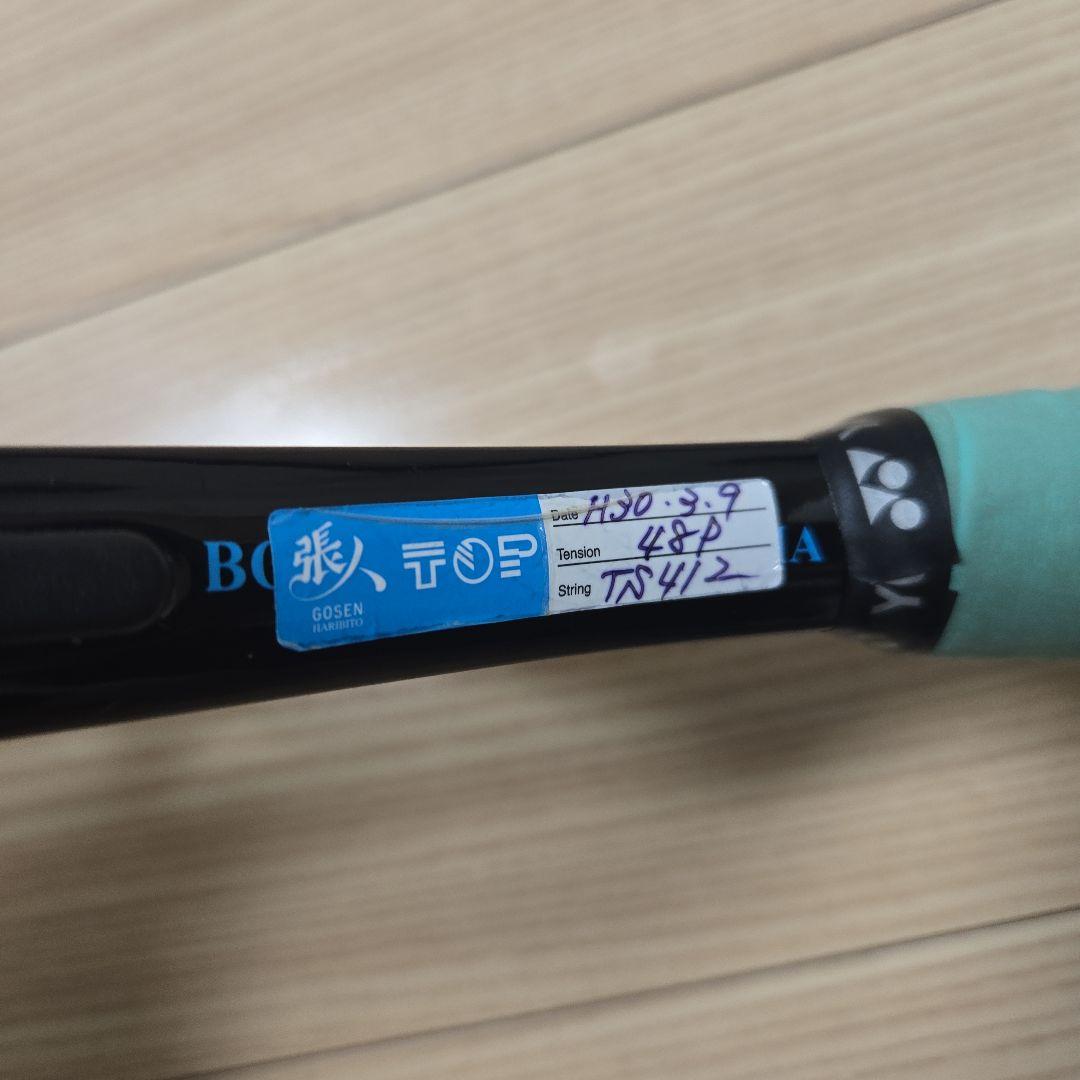 張人
GOSEN
HARIBITO
TOP
Date H30.3.9
Tension 48P
String TS412